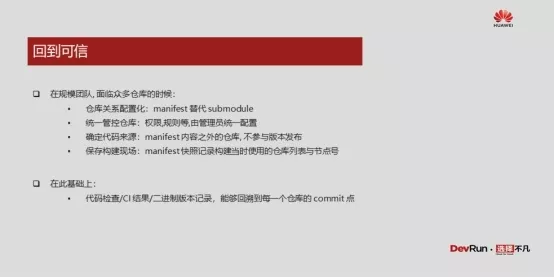 HUAWEI
回到可信
在规模团队, 面临众多仓库的时候:
仓库关系配置化: manifest 替代 submodule
统一管控仓库: 权限,规则等,由管理员统一配置
确定代码来源: manifest 内容之外的仓库, 不参与版本发布
保存构建现场: manifest 快照记录构建当时使用的仓库列表与节点号
在此基础上:
代码检查/CI 结果/二进制版本记录, 能够回溯到每一个仓库的 commit 点
DevRun · 选择不凡